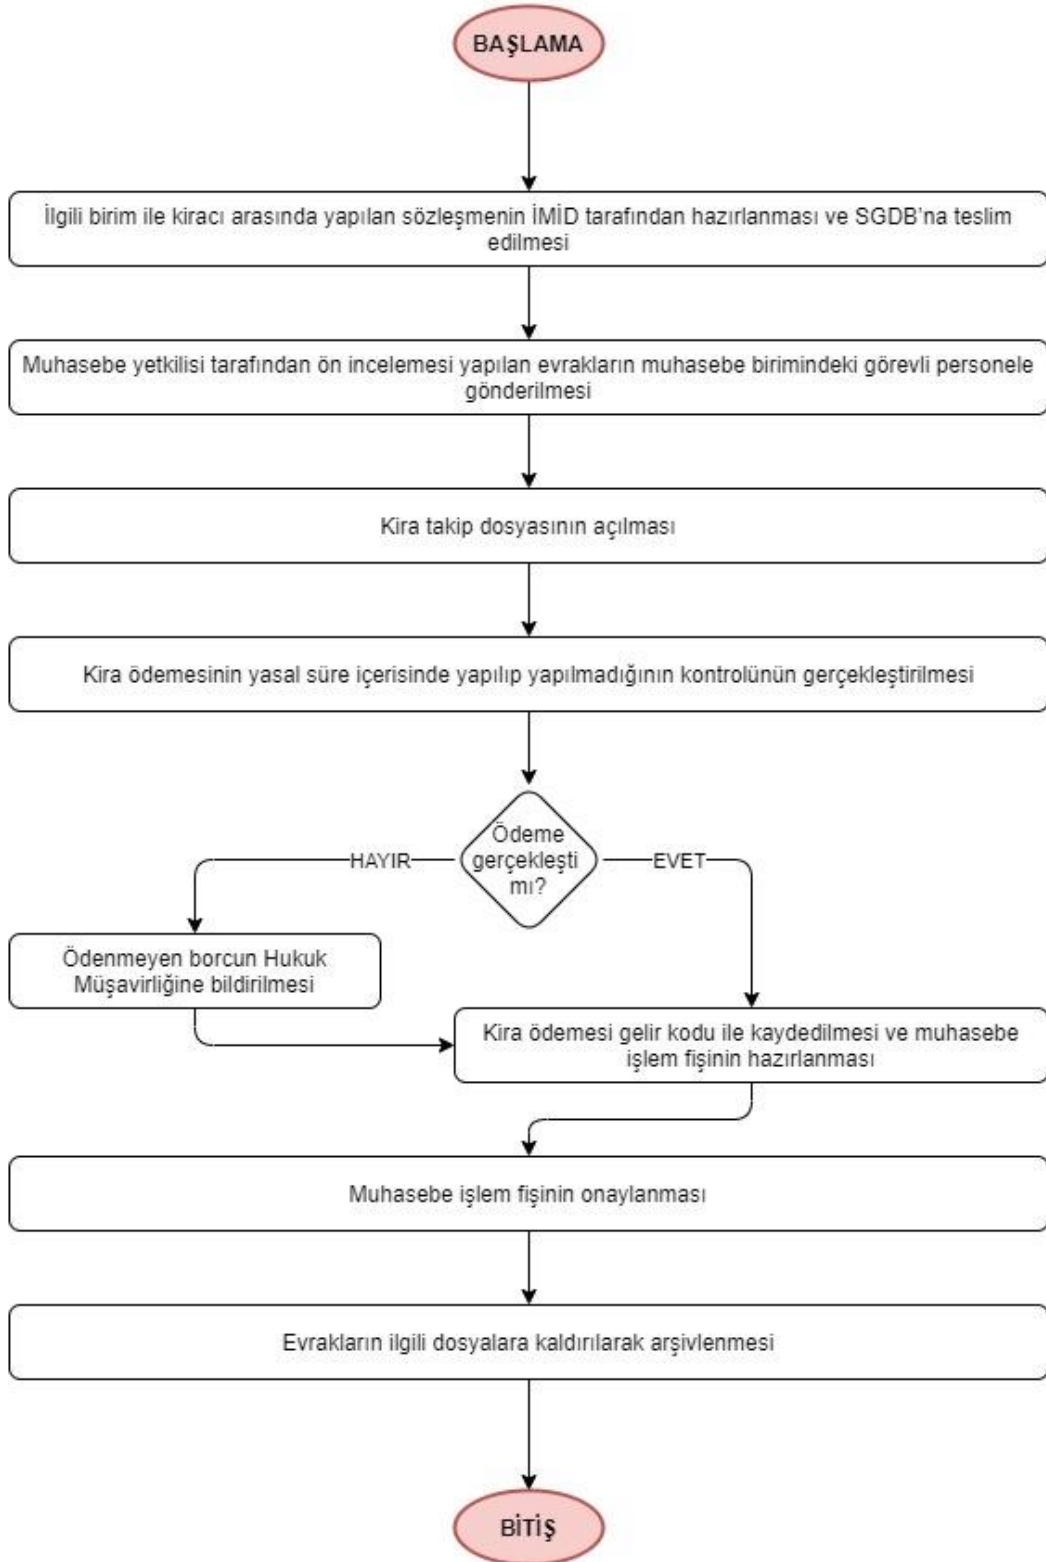 BAŞLAMA
İlgili birim ile kiracı arasında yapılan sözleşmenin İMİD tarafından hazırlanması ve SGDB'na teslim
edilmesi
Muhasebe yetkilisi tarafından ön incelemesi yapılan evrakların muhasebe birimindeki görevli personele
gönderilmesi
Kira takip dosyasının açılması
Kira ödemesinin yasal süre içerisinde yapılıp yapılmadığının kontrolünün gerçekleştirilmesi
Ödeme
gerçekleşti
mı?
HAYIR
EVET
Ödenmeyen borcun Hukuk
Müşavirliğine bildirilmesi
Kira ödemesi gelir kodu ile kaydedilmesi ve muhasebe
işlem fişinin hazırlanması
Muhasebe işlem fişinin onaylanması
Evrakların ilgili dosyalara kaldırılarak arşivlenmesi
BİTİŞ